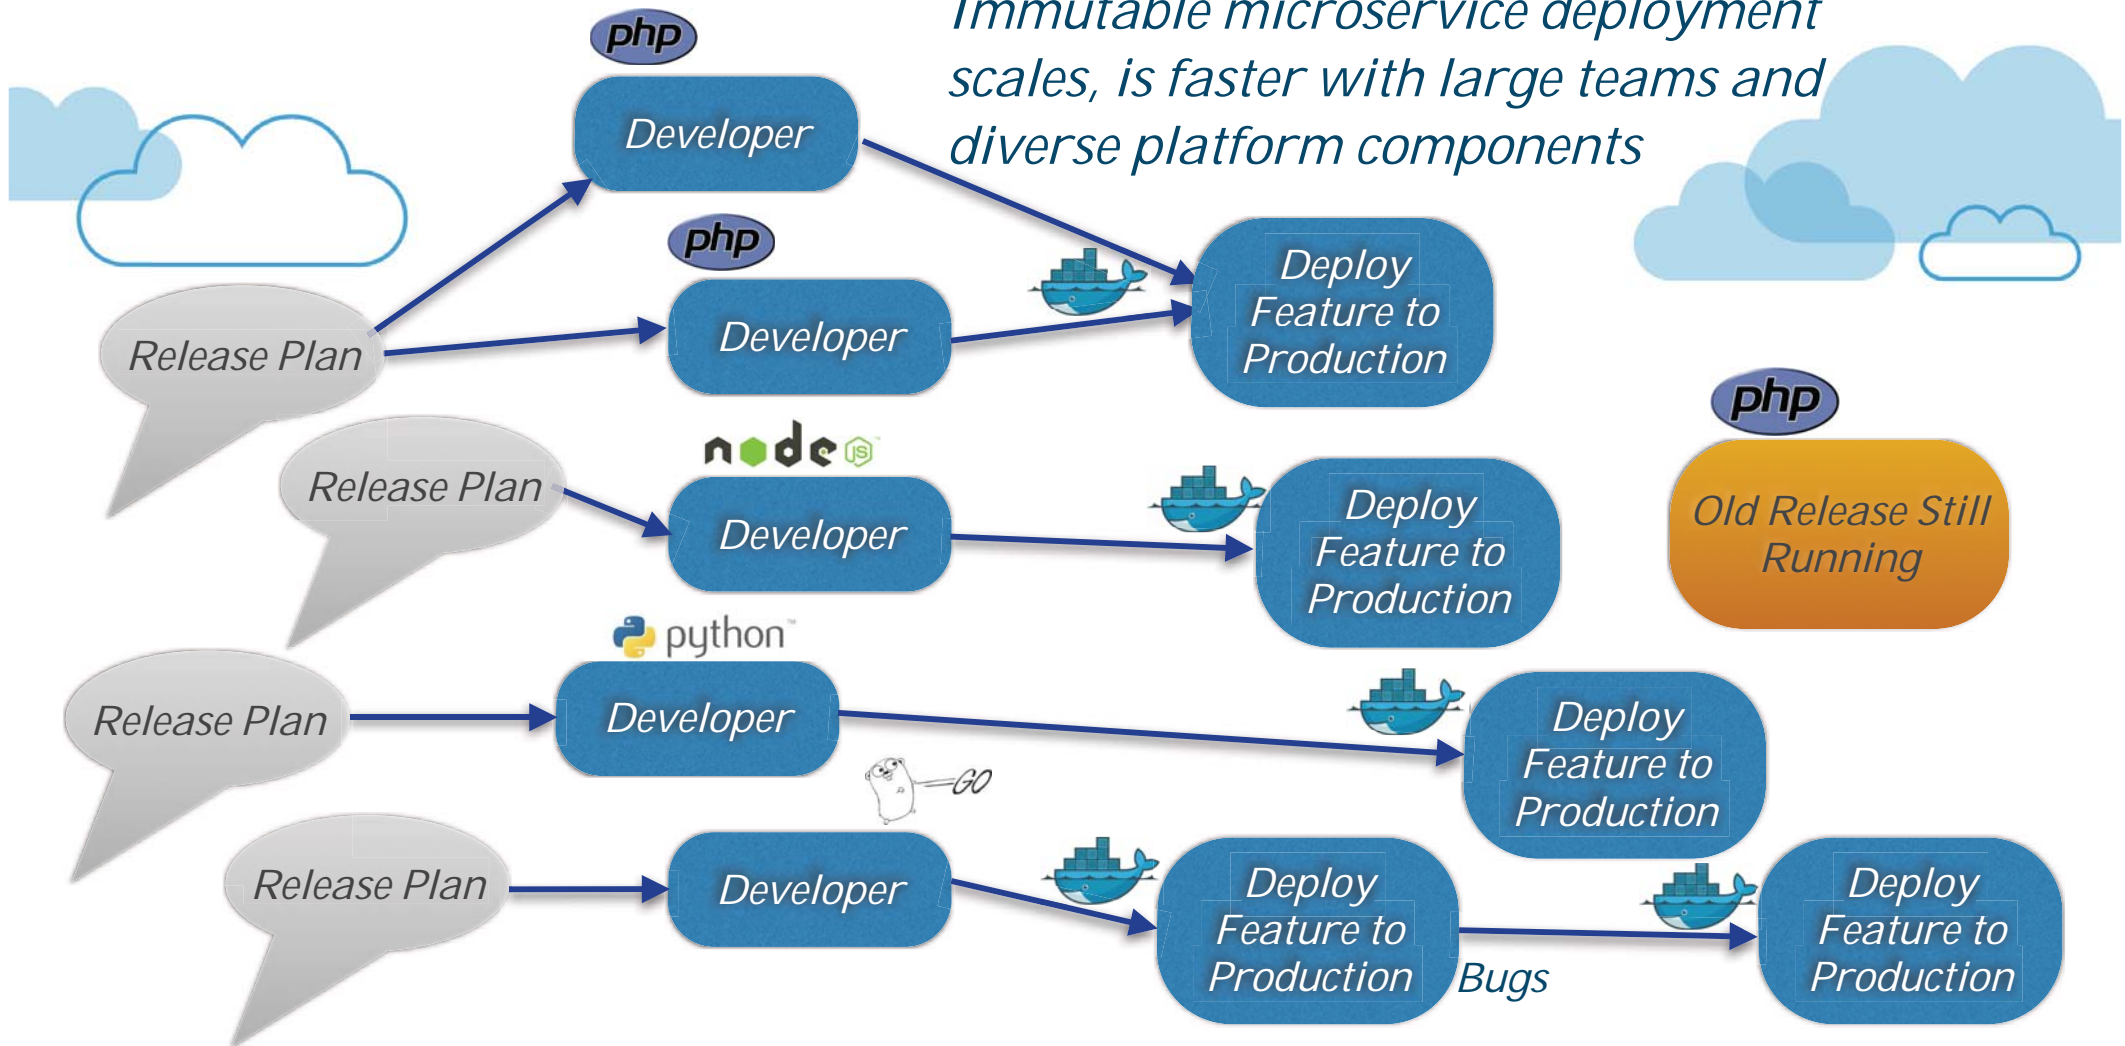 Immutable microservice deployment
scales, is faster with large teams and
diverse platform components
php
Developer
php
Developer
Release Plan
Deploy
Feature to
Production
php
Old Release Still
Running
Release Plan
node JS
Developer
Deploy
Feature to
Production
python™
Release Plan
Developer
Deploy
Feature to
Production
GO
Release Plan
Developer
Deploy
Feature to
Production
Bugs
Deploy
Feature to
Production